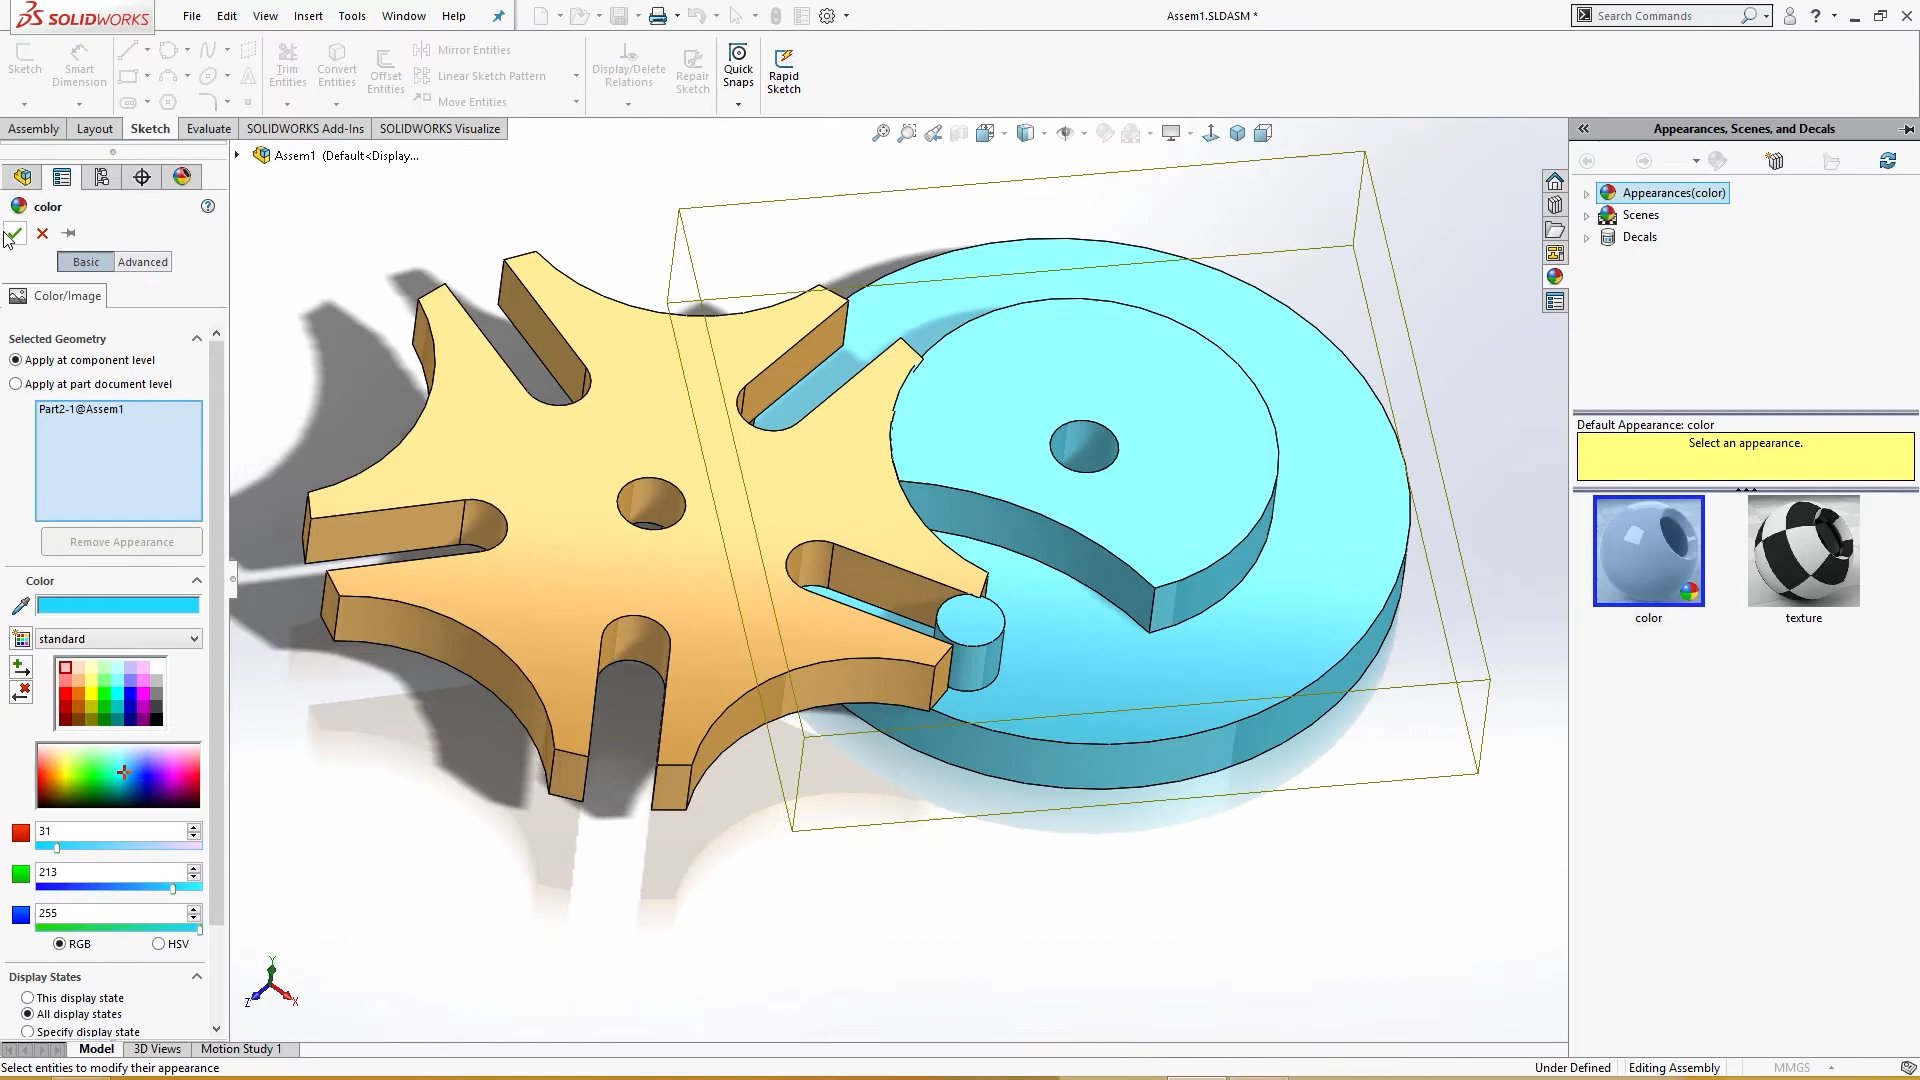 SOLIDWORKS
File Edit View Insert Tools Window Help
Assem1.SLDASM *
Search Commands
Sketch
Smart Dimension
Trim Entities
Convert Entities
Offset Entities
Mirror Entities
Linear Sketch Pattern
Move Entities
Display/Delete Relations
Repair Sketch
Quick Snaps
Rapid Sketch
Assembly Layout Sketch Evaluate SOLIDWORKS Add-Ins SOLIDWORKS Visualize
Assem1 (Default<Display...
color
Basic Advanced
Color/Image
Selected Geometry
Apply at component level
Apply at part document level
Part2-1@Assem1
Remove Appearance
Color
standard
31
213
255
RGB HSV
Display States
This display state
All display states
Specify display state
Y
Z
X
Appearances, Scenes, and Decals
Appearances(color)
Scenes
Decals
Default Appearance: color
Select an appearance.
color texture
Model 3D Views Motion Study 1
Select entities to modify their appearance
Under Defined Editing Assembly MMGS